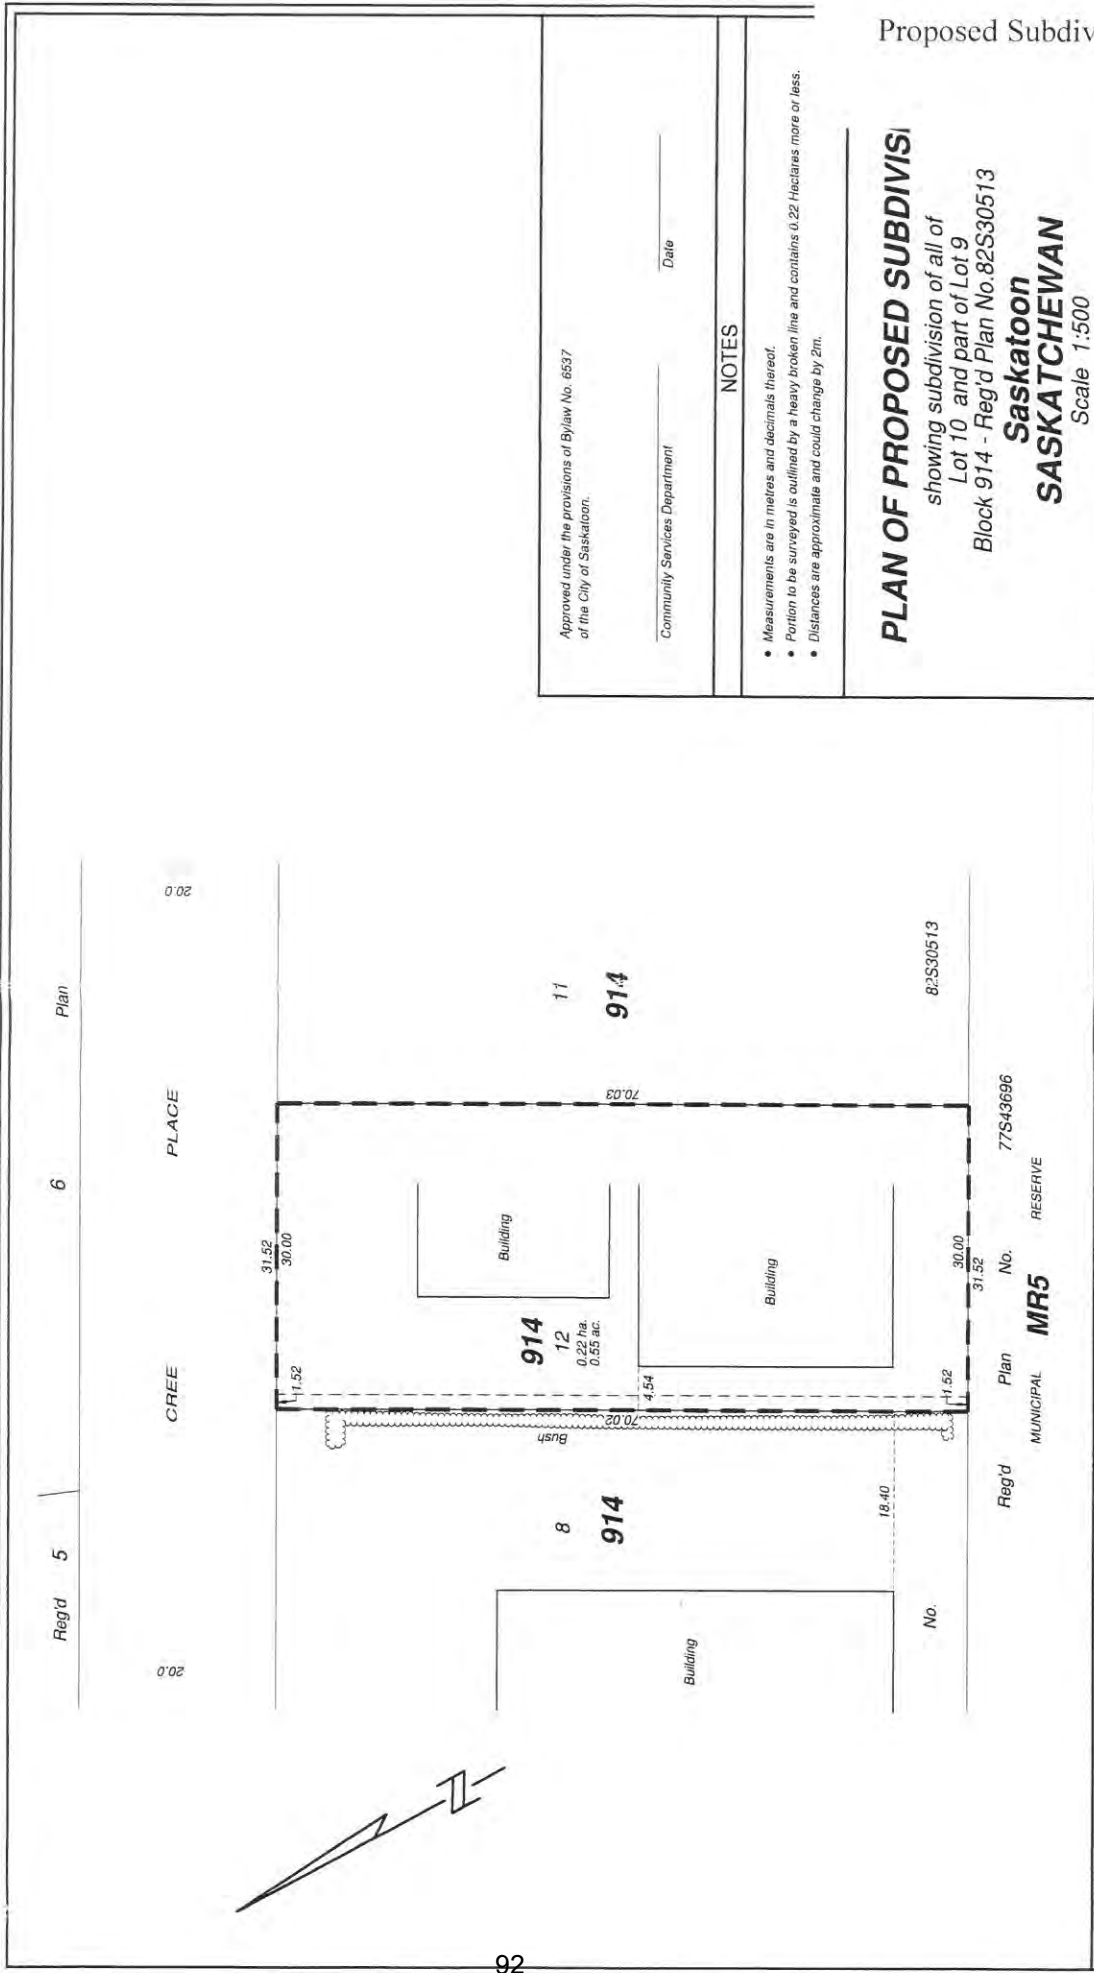 Proposed Subdiv
Reg'd 5 6 Plan
20.0 CREE PLACE 20.0
31.52
30.00
1.52
Building
8
914
914
12
0.22 ha.
0.55 ac.
11
914
70.03
70.02
Bush
4.54
Building
Building
18.40
1.52
30.00
31.52
No. 82S30513
Reg'd Plan No. 77S43696
MUNICIPAL MR5 RESERVE
Approved under the provisions of Bylaw No. 6537
of the City of Saskatoon.
Community Services Department Date
NOTES
• Measurements are in metres and decimals thereof.
• Portion to be surveyed is outlined by a heavy broken line and contains 0.22 Hectares more or less.
• Distances are approximate and could change by 2m.
PLAN OF PROPOSED SUBDIVISI
showing subdivision of all of
Lot 10 and part of Lot 9
Block 914 - Reg'd Plan No.82S30513
Saskatoon
SASKATCHEWAN
Scale 1:500
92